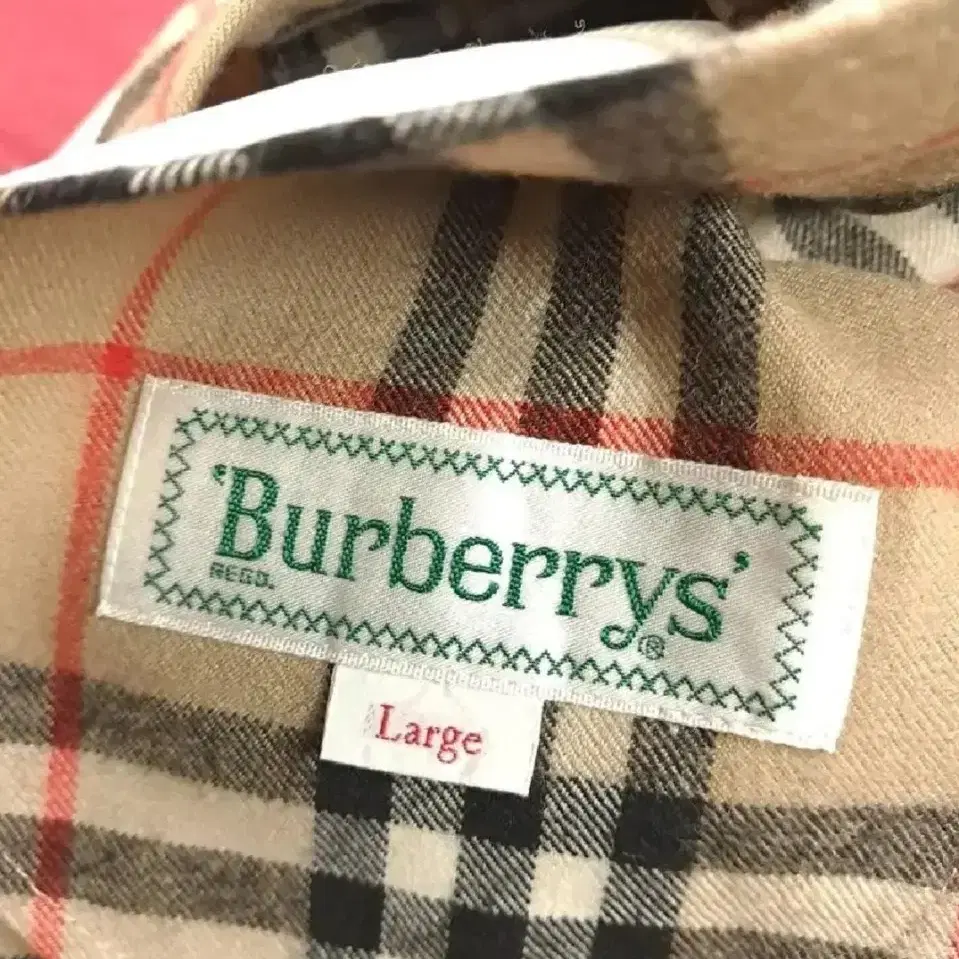 'Burberrys'
REGD.
®
Large